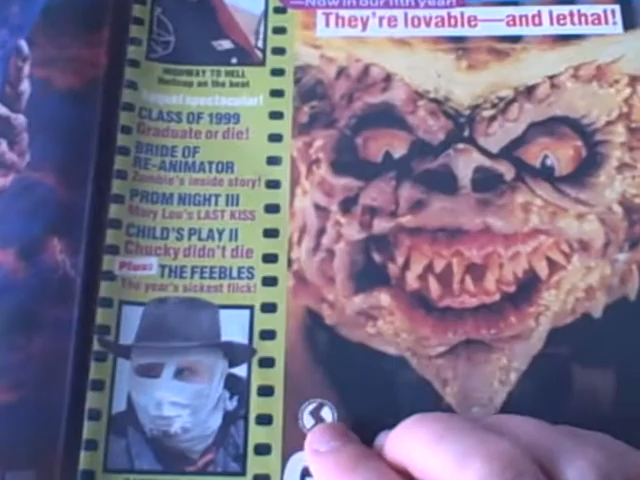 —Now in our 11th year!
They're lovable—and lethal!
HIGHWAY TO HELL
Hellcop on the beat
spectacular!
CLASS OF 1999
Graduate or die!
BRIDE OF
RE-ANIMATOR
Zombie's inside story!
PROM NIGHT III
Mary Lou's LAST KISS
CHILD'S PLAY II
Chucky didn't die
Plus: THE FEEBLES
The year's sickest flick!